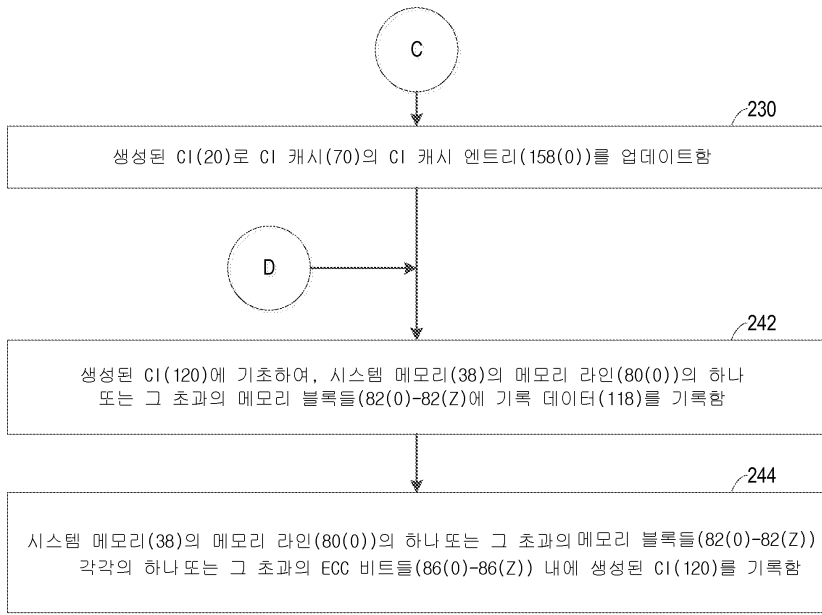 C
230
생성된 CI(20)로 CI 캐시(70)의 CI 캐시 엔트리(158(0))를 업데이트함
D
242
생성된 CI(120)에 기초하여, 시스템 메모리(38)의 메모리 라인(80(0))의 하나
또는 그 초과의 메모리 블록들(82(0)-82(Z)에 기록 데이터(118)를 기록함
244
시스템 메모리(38)의 메모리 라인(80(0))의 하나 또는 그 초과의 메모리 블록들(82(0)-82(Z))
각각의 하나 또는 그 초과의 ECC 비트들(86(0)-86(Z)) 내에 생성된 CI(120)를 기록함